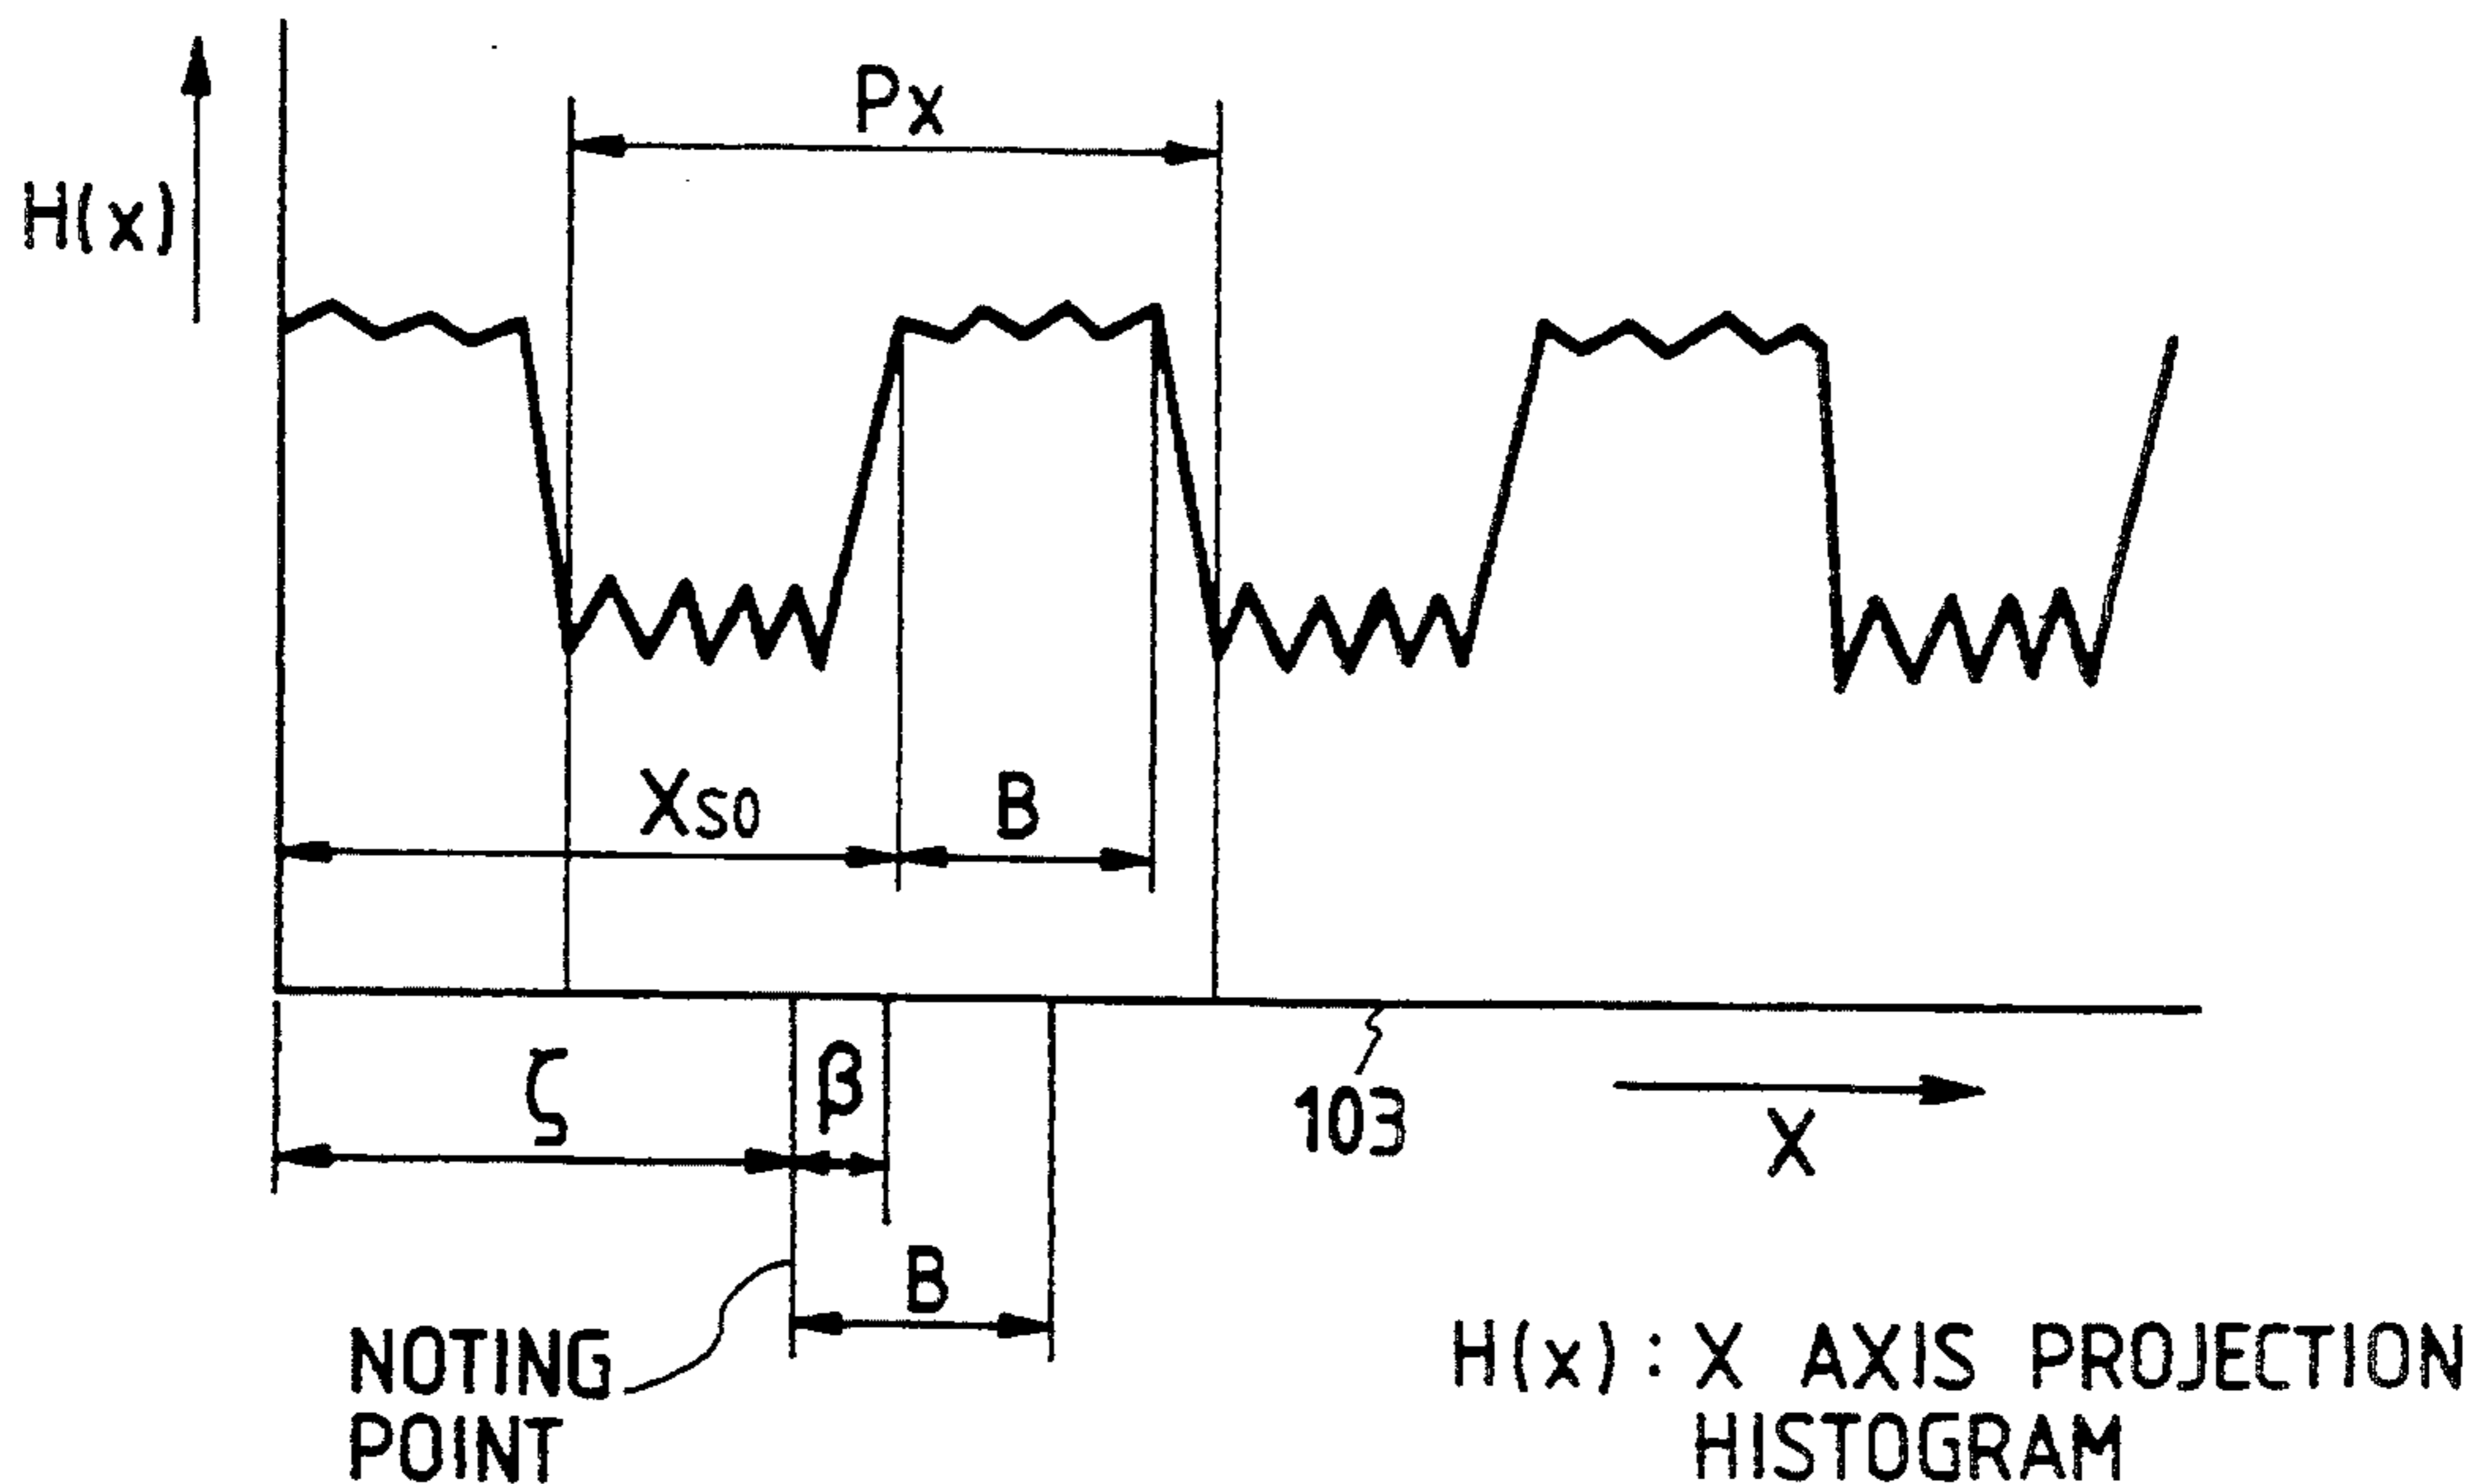 Px
H(x)
Xs0
B
ζ
β
103
X
B
NOTING
POINT
H(x): X AXIS PROJECTION
HISTOGRAM